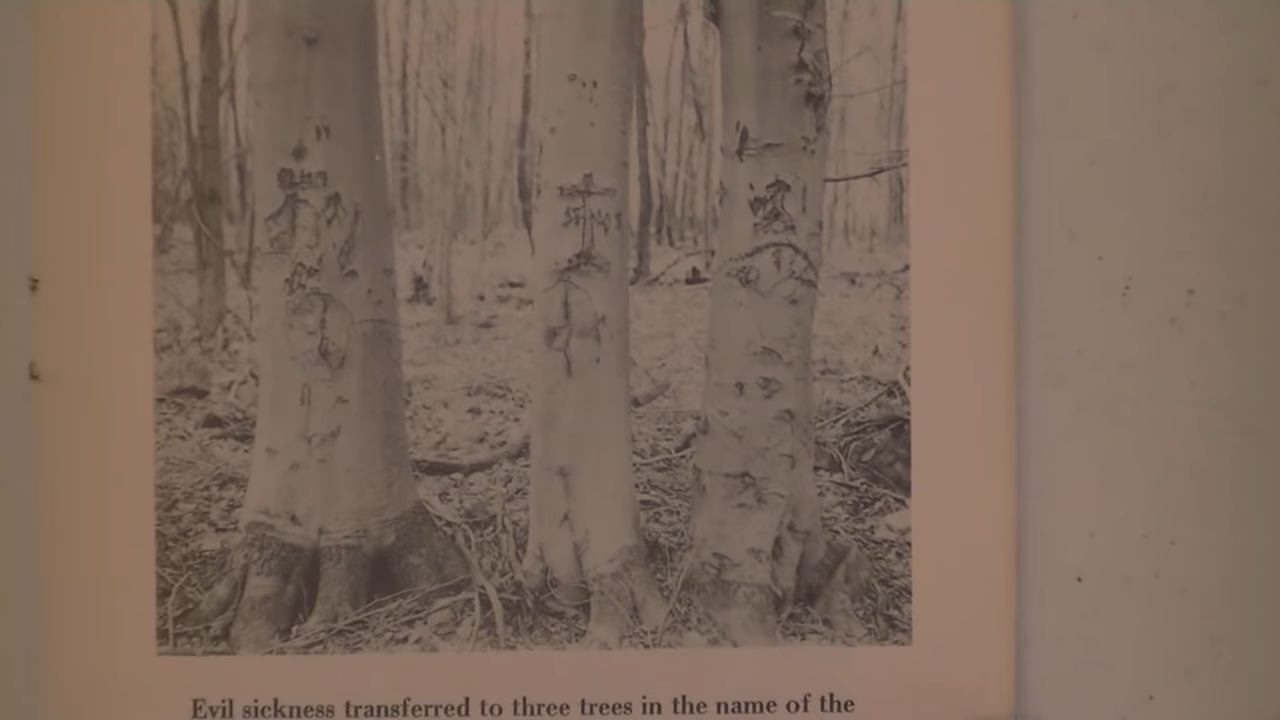 Evil sickness transferred to three trees in the name of the